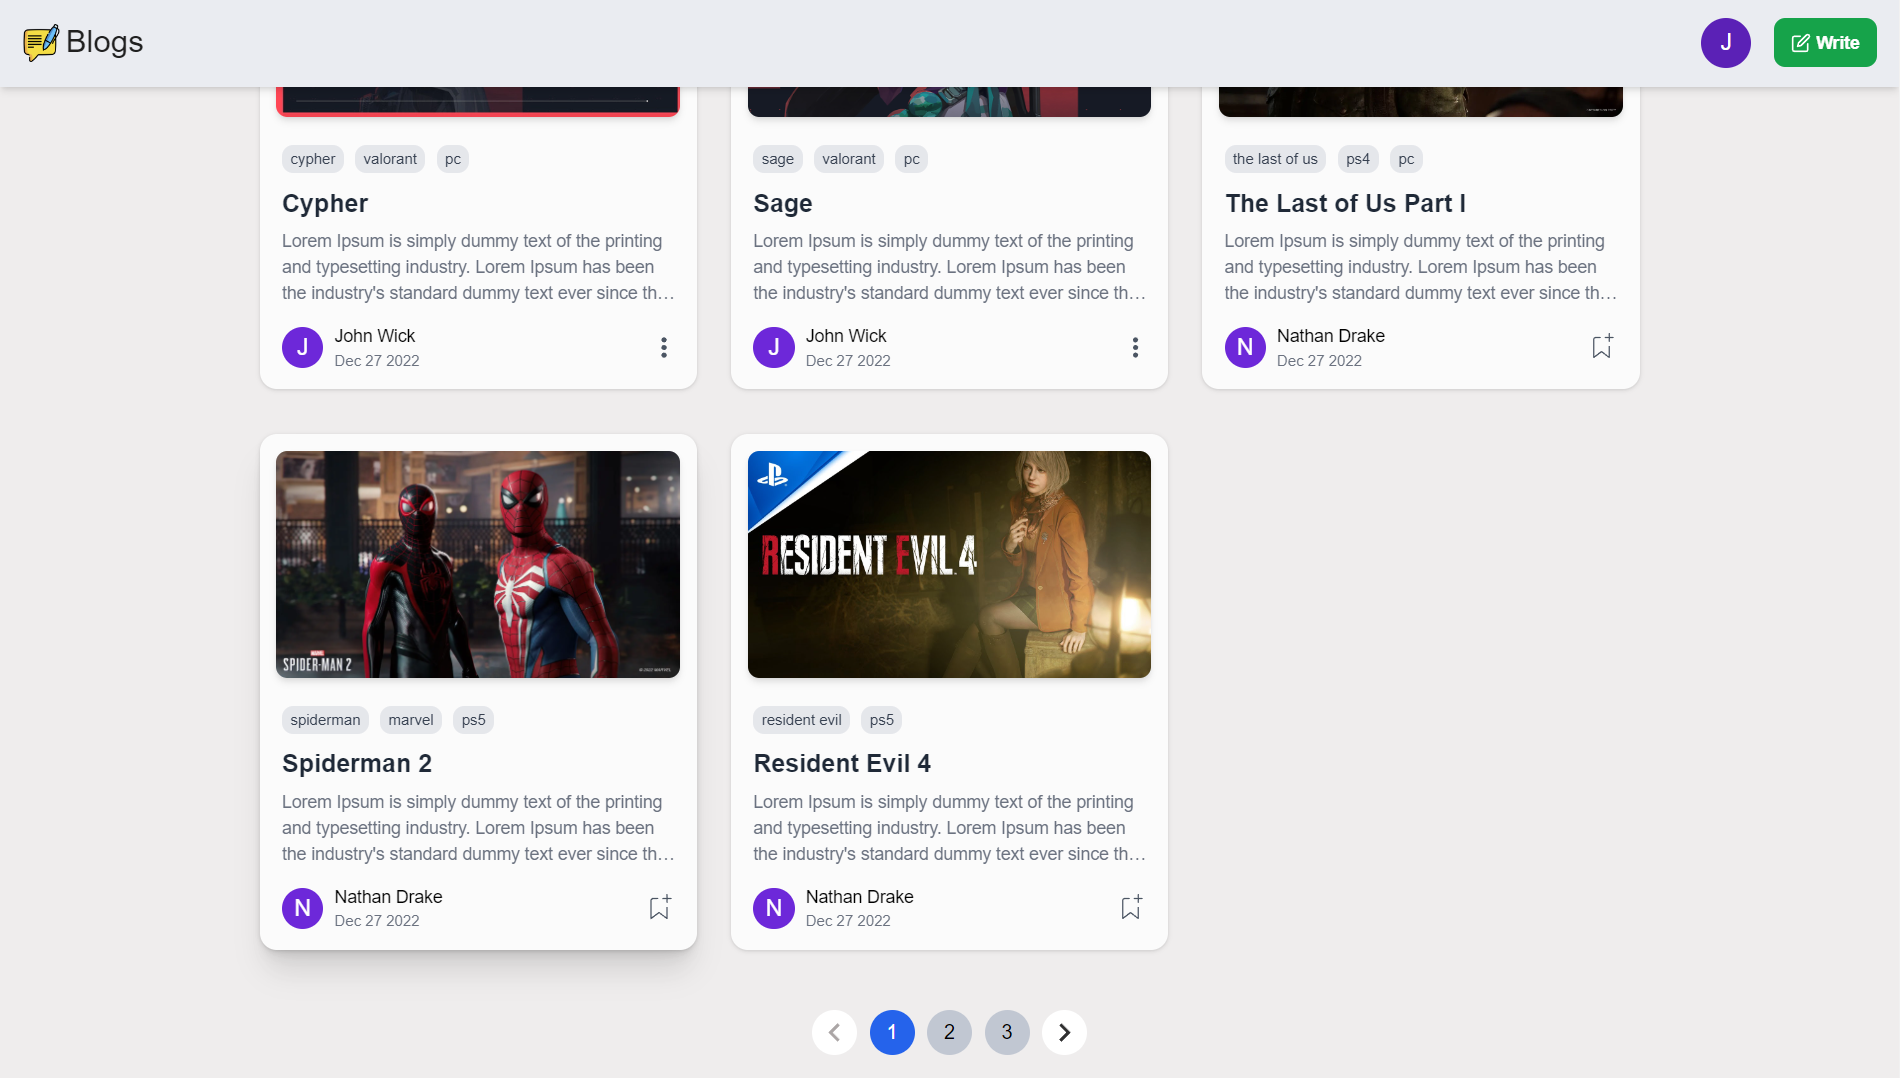 Blogs
J
Write
cypher valorant pc
Cypher
Lorem Ipsum is simply dummy text of the printing
and typesetting industry. Lorem Ipsum has been
the industry's standard dummy text ever since th…
J John Wick
Dec 27 2022
sage valorant pc
Sage
Lorem Ipsum is simply dummy text of the printing
and typesetting industry. Lorem Ipsum has been
the industry's standard dummy text ever since th…
J John Wick
Dec 27 2022
the last of us ps4 pc
The Last of Us Part I
Lorem Ipsum is simply dummy text of the printing
and typesetting industry. Lorem Ipsum has been
the industry's standard dummy text ever since th…
N Nathan Drake
Dec 27 2022
MARVEL
SPIDER-MAN 2
spiderman marvel ps5
Spiderman 2
Lorem Ipsum is simply dummy text of the printing
and typesetting industry. Lorem Ipsum has been
the industry's standard dummy text ever since th…
N Nathan Drake
Dec 27 2022
RESIDENT EVIL 4
resident evil ps5
Resident Evil 4
Lorem Ipsum is simply dummy text of the printing
and typesetting industry. Lorem Ipsum has been
the industry's standard dummy text ever since th…
N Nathan Drake
Dec 27 2022
1 2 3